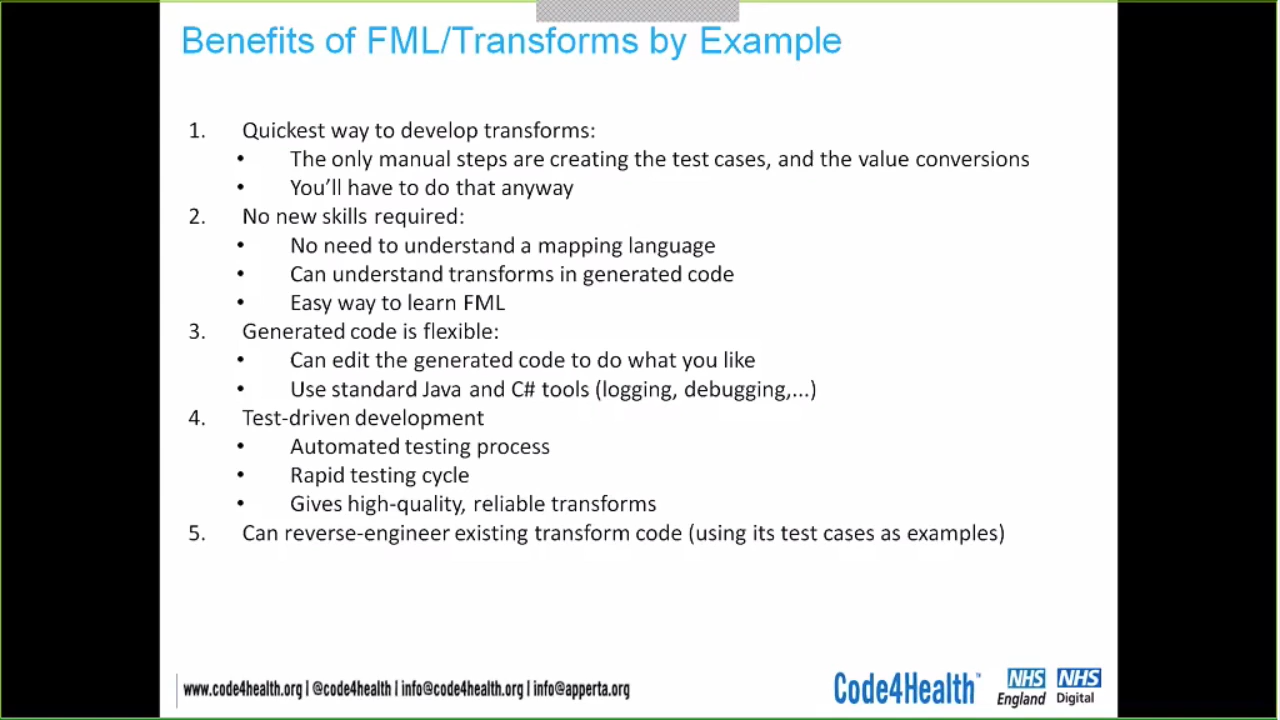 Benefits of FML/Transforms by Example
1. Quickest way to develop transforms:
• The only manual steps are creating the test cases, and the value conversions
• You'll have to do that anyway
2. No new skills required:
• No need to understand a mapping language
• Can understand transforms in generated code
• Easy way to learn FML
3. Generated code is flexible:
• Can edit the generated code to do what you like
• Use standard Java and C# tools (logging, debugging,...)
4. Test-driven development
• Automated testing process
• Rapid testing cycle
• Gives high-quality, reliable transforms
5. Can reverse-engineer existing transform code (using its test cases as examples)
www.code4health.org | @code4health | info@code4health.org | info@apperta.org
Code4Health™
NHS England
NHS Digital